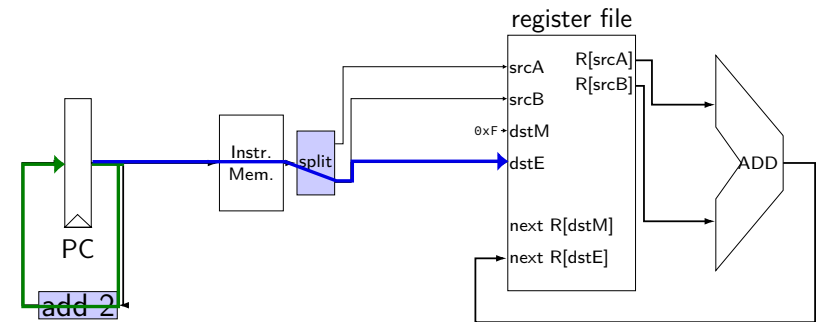 register file
srcA
srcB
0xF
dstM
dstE
next R[dstM]
next R[dstE]
R[srcA]
R[srcB]
Instr.
Mem.
split
ADD
PC
add 2